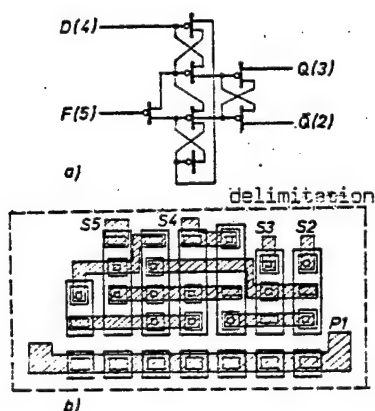 D(4)
Q(3)
F(5)
Q̄(2)
a)
delimitation
S5 S4 S3 S2
P1
b)